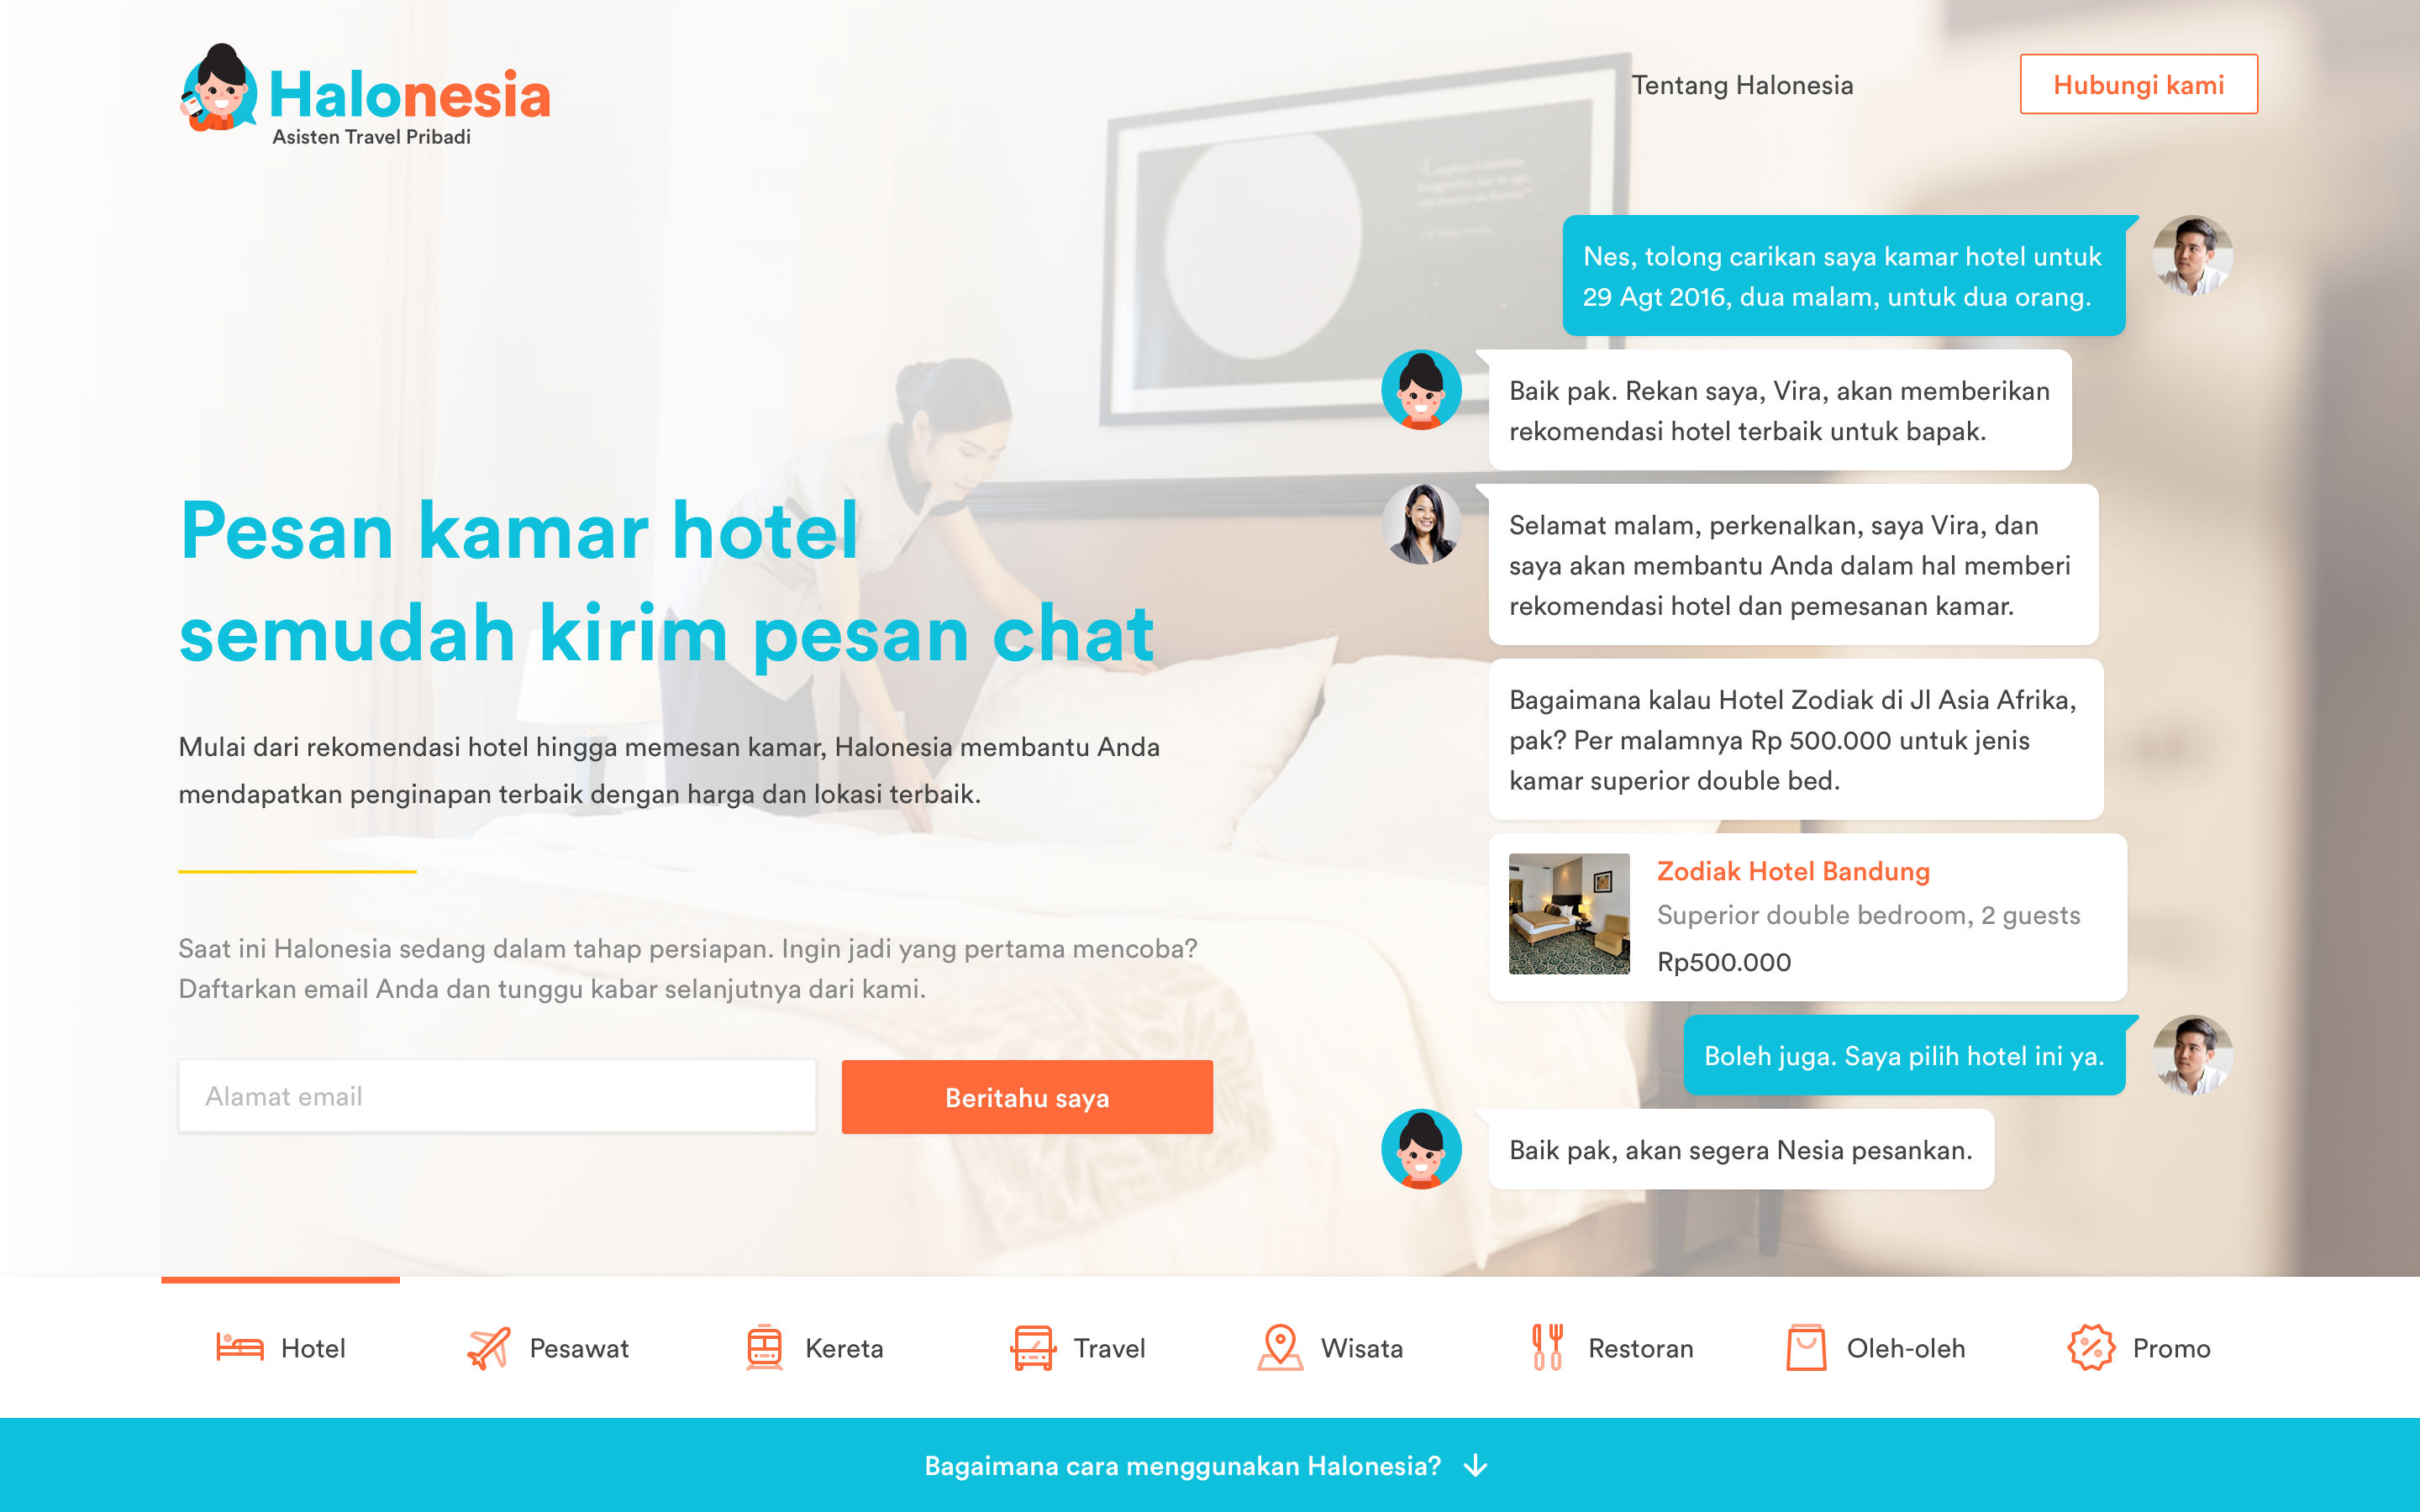 Halonesia
Asisten Travel Pribadi
Tentang Halonesia
Hubungi kami
Pesan kamar hotel
semudah kirim pesan chat
Mulai dari rekomendasi hotel hingga memesan kamar, Halonesia membantu Anda
mendapatkan penginapan terbaik dengan harga dan lokasi terbaik.
Saat ini Halonesia sedang dalam tahap persiapan. Ingin jadi yang pertama mencoba?
Daftarkan email Anda dan tunggu kabar selanjutnya dari kami.
Alamat email
Beritahu saya
Nes, tolong carikan saya kamar hotel untuk
29 Agt 2016, dua malam, untuk dua orang.
Baik pak. Rekan saya, Vira, akan memberikan
rekomendasi hotel terbaik untuk bapak.
Selamat malam, perkenalkan, saya Vira, dan
saya akan membantu Anda dalam hal memberi
rekomendasi hotel dan pemesanan kamar.
Bagaimana kalau Hotel Zodiak di Jl Asia Afrika,
pak? Per malamnya Rp 500.000 untuk jenis
kamar superior double bed.
Zodiak Hotel Bandung
Superior double bedroom, 2 guests
Rp500.000
Boleh juga. Saya pilih hotel ini ya.
Baik pak, akan segera Nesia pesankan.
Hotel
Pesawat
Kereta
Travel
Wisata
Restoran
Oleh-oleh
Promo
Bagaimana cara menggunakan Halonesia?